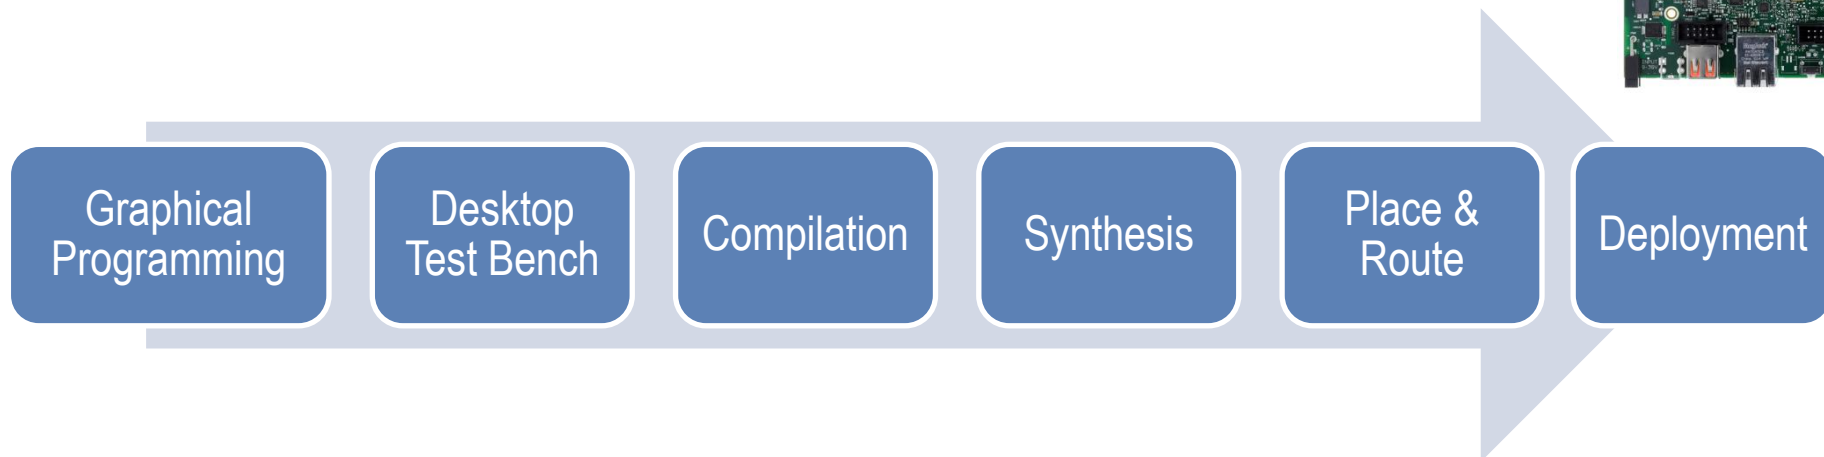 Graphical
Programming
Desktop
Test Bench
Compilation
Synthesis
Place &
Route
Deployment